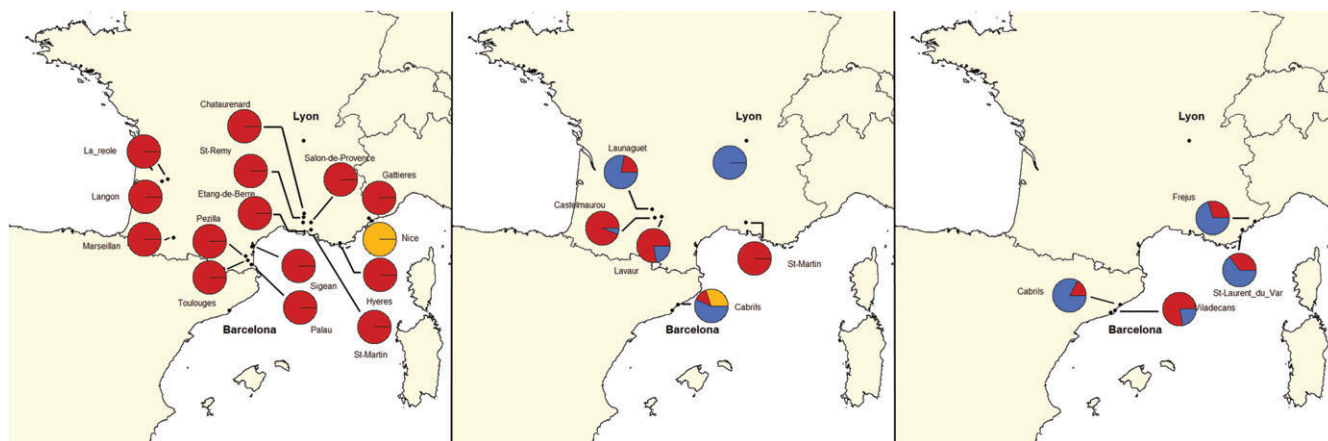 Chataurenard
Lyon
La_reole
St-Remy
Salon-de-Provence
Etang-de-Berre
Gattieres
Langon
Pezilla
Marseillan
Nice
Toulouges
Sigean
Hyeres
Barcelona
Palau
St-Martin
Lyon
Launaguet
Castelmaurou
Lavaur
St-Martin
Cabrils
Barcelona
Lyon
Frejus
Cabrils
St-Laurent_du_Var
Viladecans
Barcelona